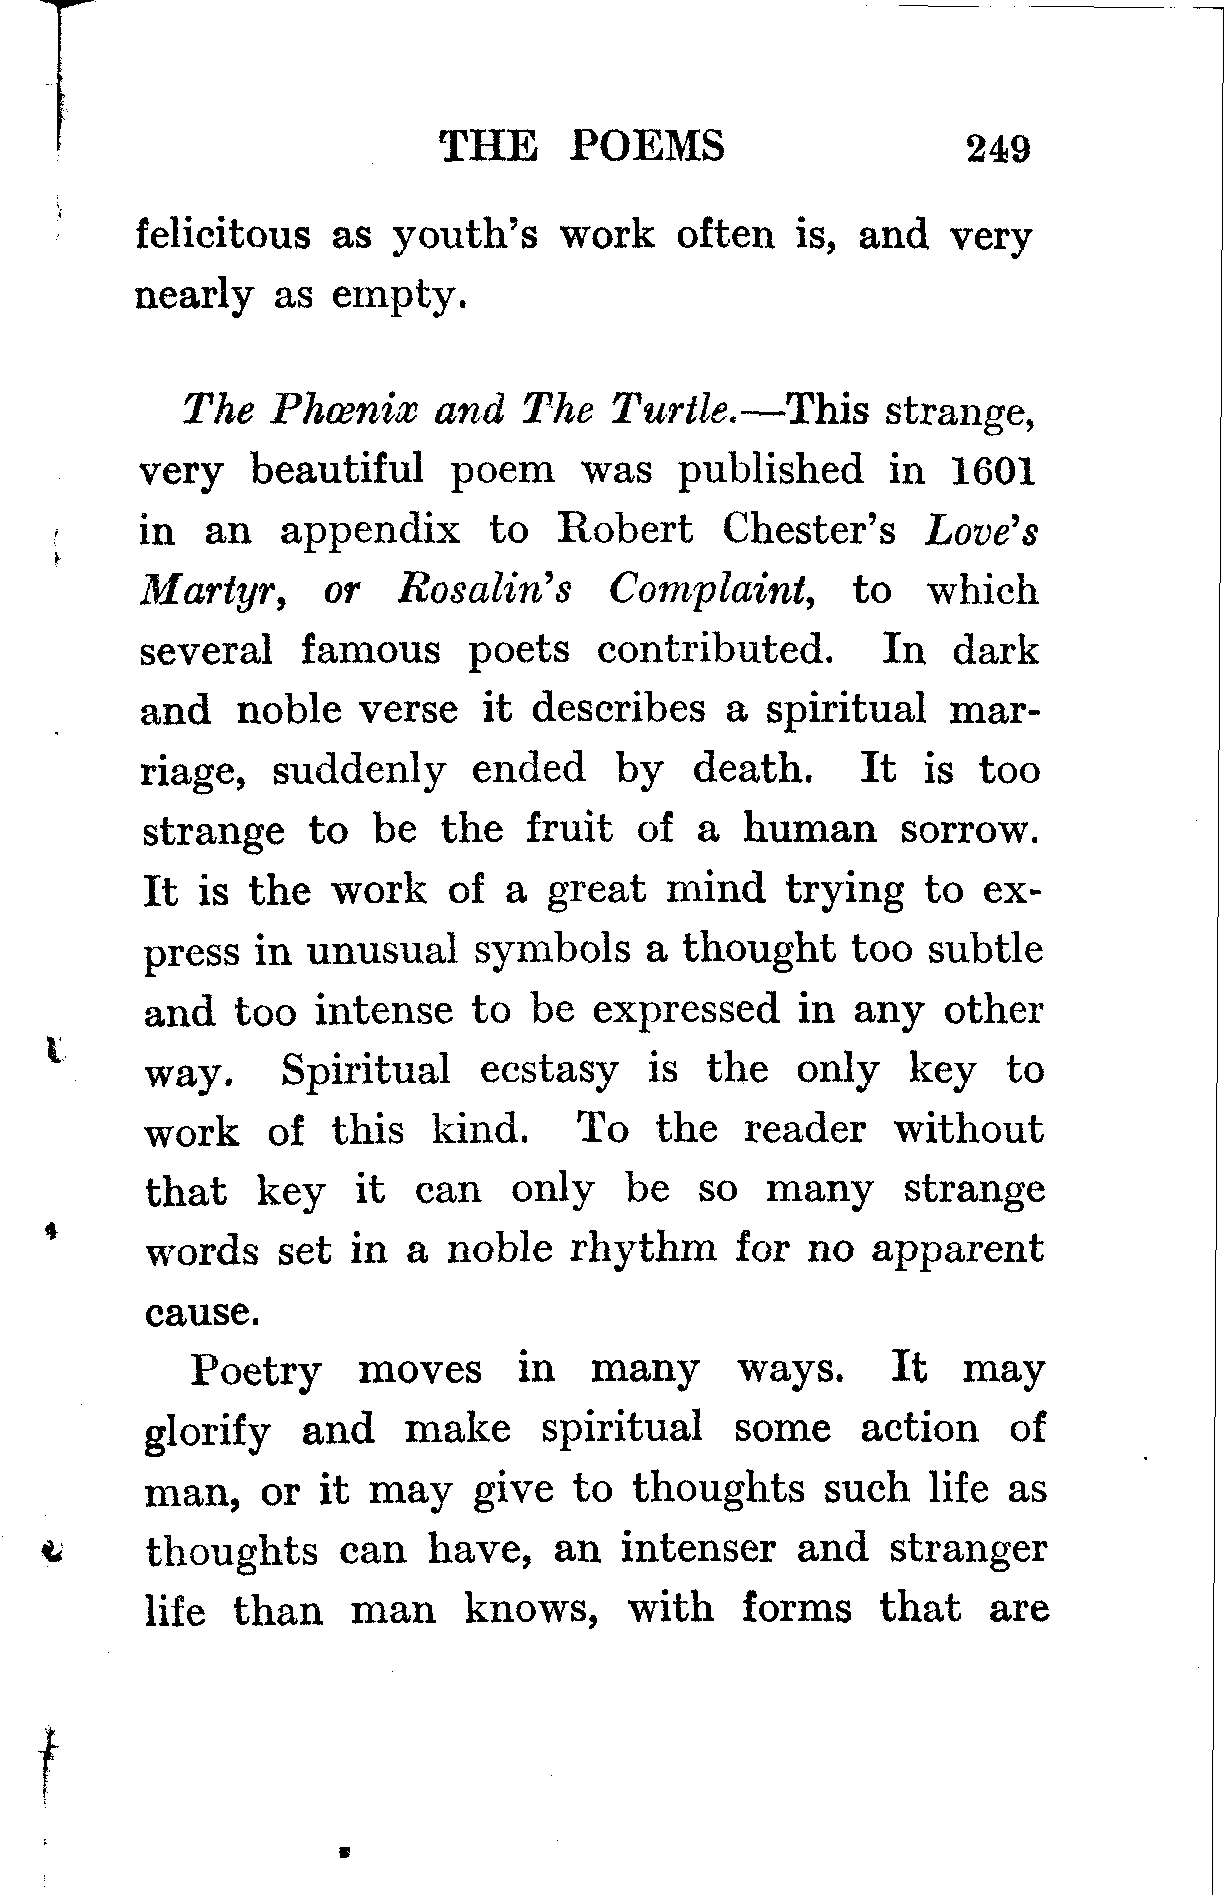 THE POEMS 249
felicitous as youth's work often is, and very
nearly as empty.
The Phœnix and The Turtle.—This strange,
very beautiful poem was published in 1601
in an appendix to Robert Chester's Love's
Martyr, or Rosalin's Complaint, to which
several famous poets contributed. In dark
and noble verse it describes a spiritual mar-
riage, suddenly ended by death. It is too
strange to be the fruit of a human sorrow.
It is the work of a great mind trying to ex-
press in unusual symbols a thought too subtle
and too intense to be expressed in any other
way. Spiritual ecstasy is the only key to
work of this kind. To the reader without
that key it can only be so many strange
words set in a noble rhythm for no apparent
cause.
Poetry moves in many ways. It may
glorify and make spiritual some action of
man, or it may give to thoughts such life as
thoughts can have, an intenser and stranger
life than man knows, with forms that are